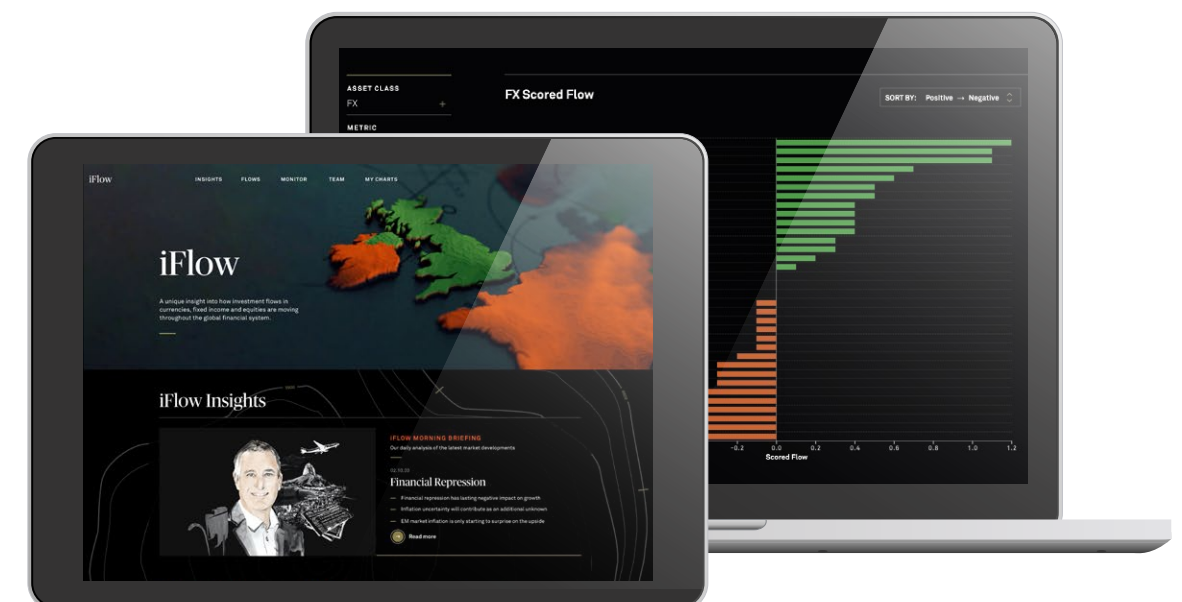 ASSET CLASS
FX +
METRIC
FX Scored Flow
SORT BY: Positive → Negative
-0.2 0.0 0.2 0.4 0.6 0.8 1.0 1.2
Scored Flow
iFlow
INSIGHTS FLOWS MONITOR TEAM MY CHARTS
iFlow
A unique insight into how investment flows in
currencies, fixed income and equities are moving
throughout the global financial system.
iFlow Insights
IFLOW MORNING BRIEFING
Our daily analysis of the latest market developments
Financial Repression
— Financial repression has lasting negative impact on growth
— Inflation uncertainty will contribute as an additional unknown
— EM market inflation is only starting to surprise on the upside
Read more